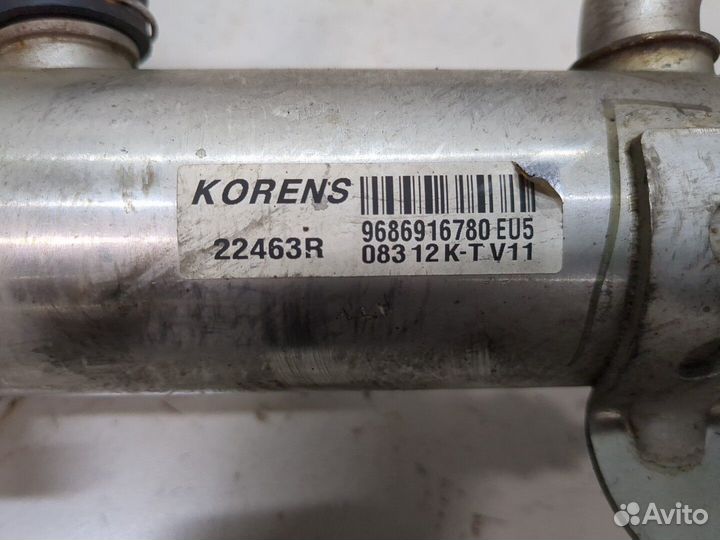 KORENS
9686916780 EU5
22463R
083 12 K-T V11
Avito